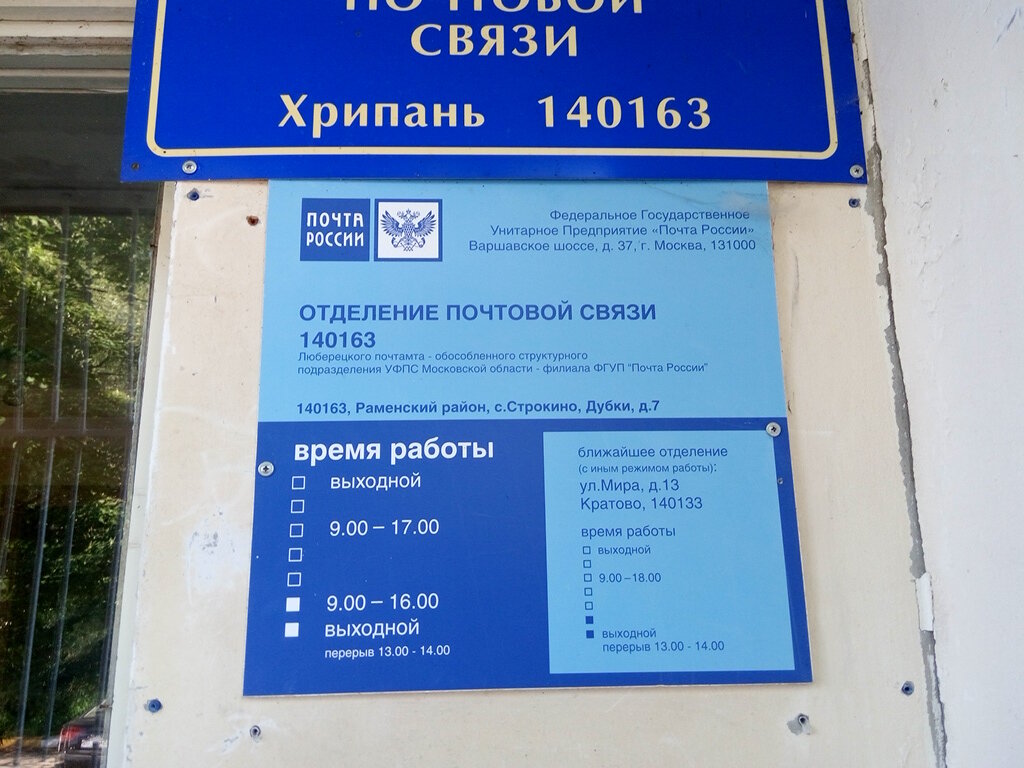 ПОЧТОВОЙ
СВЯЗИ
Хрипань 140163
ПОЧТА
РОССИИ
Федеральное Государственное
Унитарное Предприятие «Почта России»
Варшавское шоссе, д. 37, г. Москва, 131000
ОТДЕЛЕНИЕ ПОЧТОВОЙ СВЯЗИ
140163
Люберецкого почтамта - обособленного структурного
подразделения УФПС Московской области - филиала ФГУП "Почта России"
140163, Раменский район, с.Строкино, Дубки, д.7
время работы
выходной
9.00 – 17.00
9.00 – 16.00
выходной
перерыв 13.00 - 14.00
ближайшее отделение
(с иным режимом работы):
ул.Мира, д.13
Кратово, 140133
время работы
выходной
9.00 –18.00
выходной
перерыв 13.00 - 14.00